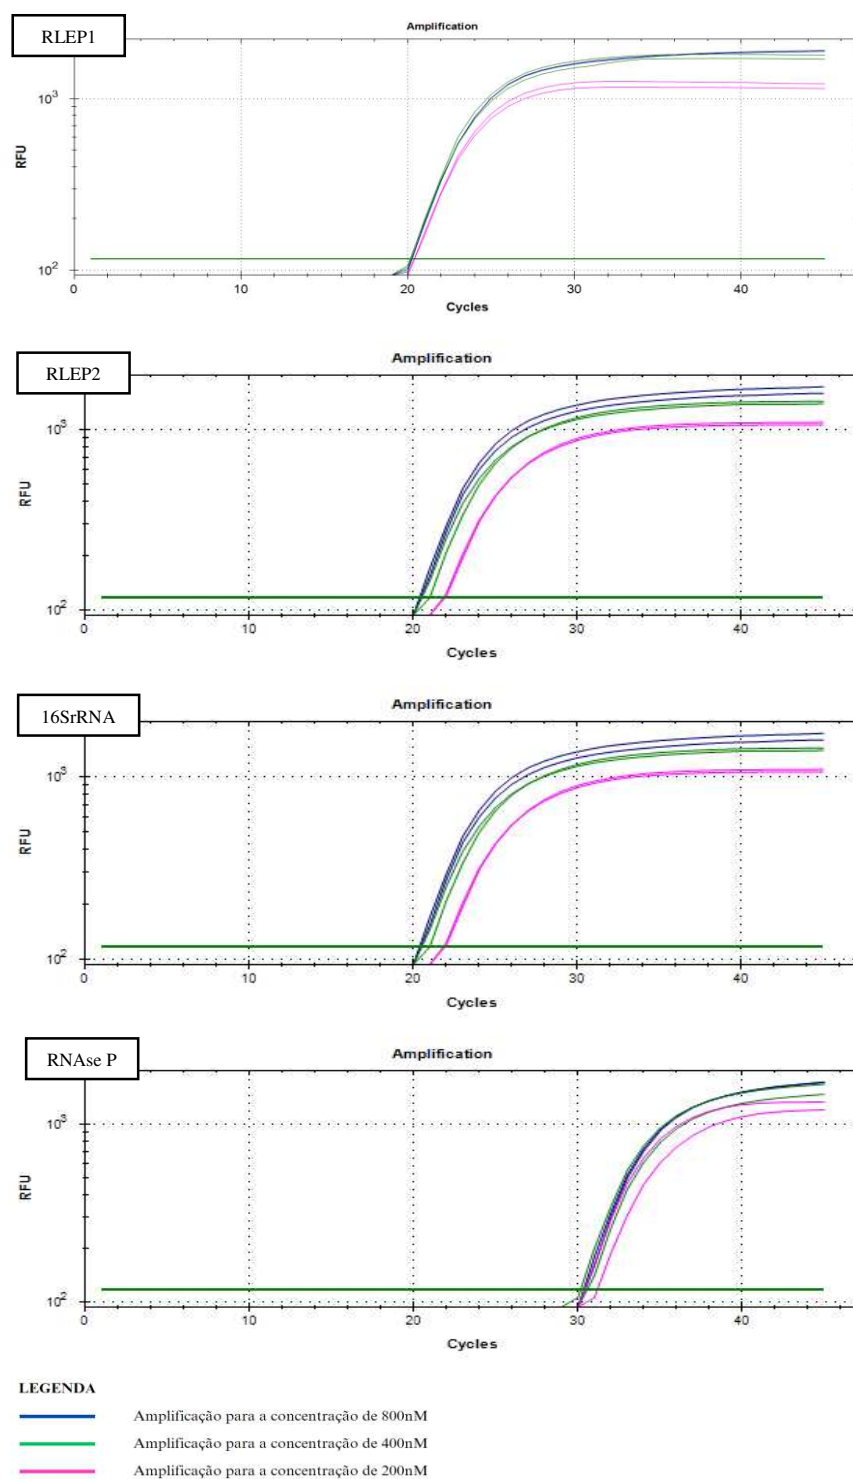 RLEP1
Amplification
RFU
10³
10²
0
10
20
30
40
Cycles
RLEP2
Amplification
RFU
10³
10²
0
10
20
30
40
Cycles
16SrRNA
Amplification
RFU
10³
10²
0
10
20
30
40
Cycles
RNAse P
Amplification
RFU
10³
10²
0
10
20
30
40
Cycles
LEGENDA
Amplificação para a concentração de 800nM
Amplificação para a concentração de 400nM
Amplificação para a concentração de 200nM